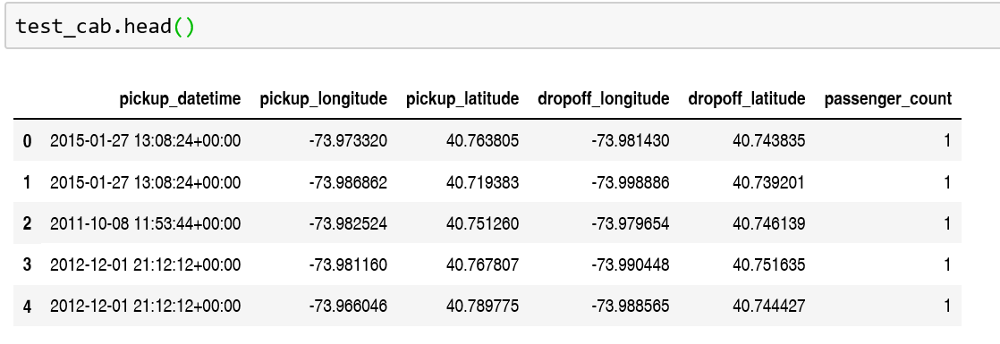 test_cab.head()
pickup_datetime pickup_longitude pickup_latitude dropoff_longitude dropoff_latitude passenger_count
0 2015-01-27 13:08:24+00:00 -73.973320 40.763805 -73.981430 40.743835 1
1 2015-01-27 13:08:24+00:00 -73.986862 40.719383 -73.998886 40.739201 1
2 2011-10-08 11:53:44+00:00 -73.982524 40.751260 -73.979654 40.746139 1
3 2012-12-01 21:12:12+00:00 -73.981160 40.767807 -73.990448 40.751635 1
4 2012-12-01 21:12:12+00:00 -73.966046 40.789775 -73.988565 40.744427 1